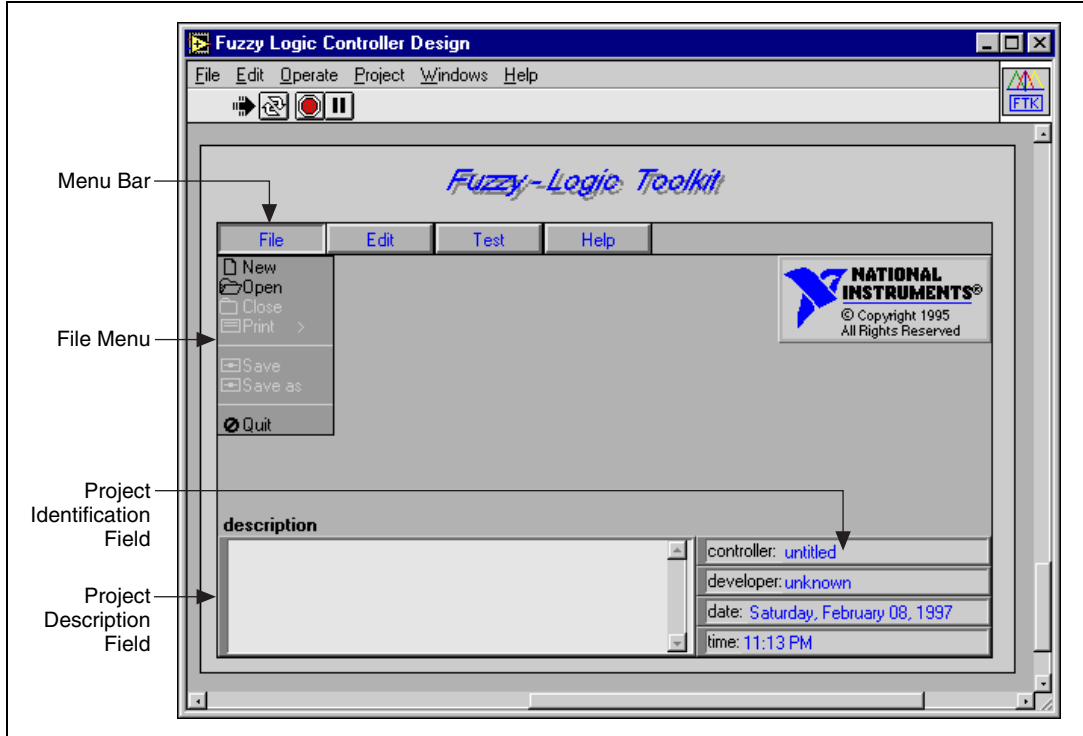 Fuzzy Logic Controller Design
File Edit Operate Project Windows Help
FTK
Menu Bar
Fuzzy-Logic Toolkit
File Edit Test Help
New
Open
Close
Print >
Save
Save as
Quit
NATIONAL
INSTRUMENTS®
© Copyright 1995
All Rights Reserved
File Menu
Project
Identification
Field
description
controller: untitled
developer: unknown
date: Saturday, February 08, 1997
time: 11:13 PM
Project
Description
Field